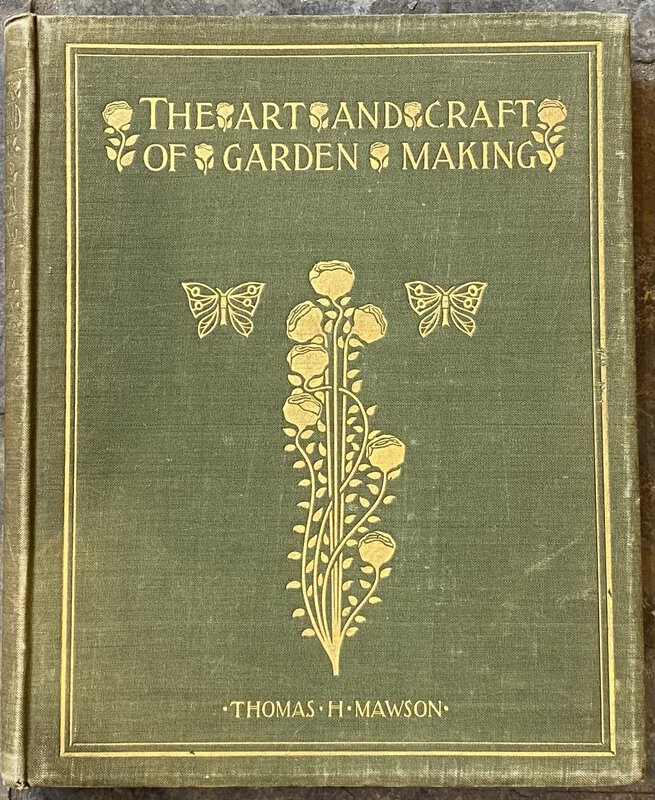 THE ART AND CRAFT
OF GARDEN MAKING
·THOMAS·H·MAWSON·